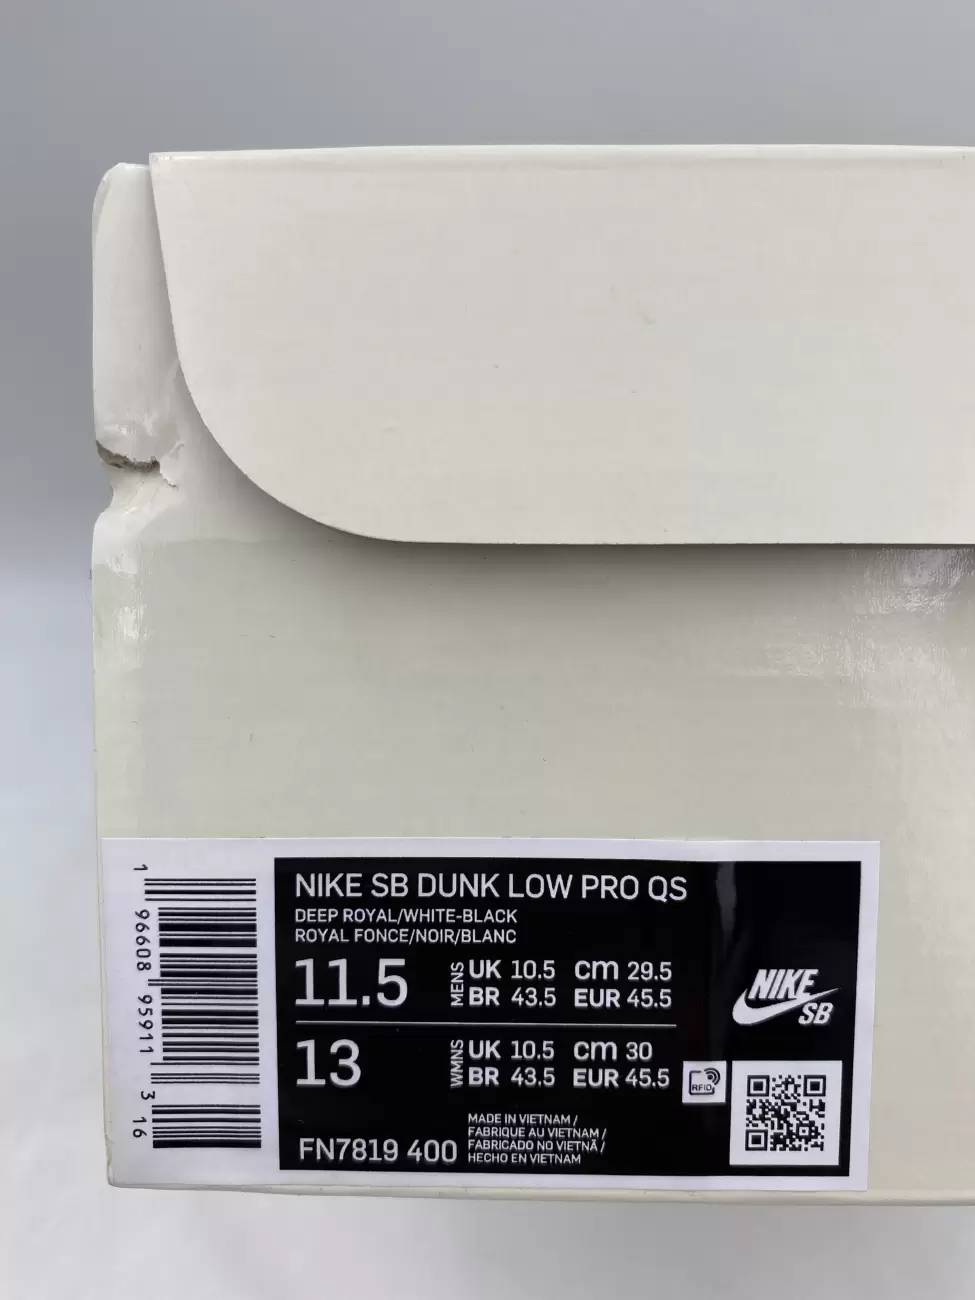 1 96608 95911 3 16
NIKE SB DUNK LOW PRO QS
DEEP ROYAL/WHITE-BLACK
ROYAL FONCE/NOIR/BLANC
11.5 MENS UK 10.5 cm 29.5
BR 43.5 EUR 45.5
13 WMNS UK 10.5 cm 30
BR 43.5 EUR 45.5
NIKE
SB
RFID
FN7819 400
MADE IN VIETNAM /
FABRIQUE AU VIETNAM /
FABRICADO NO VIETNÃ /
HECHO EN VIETNAM